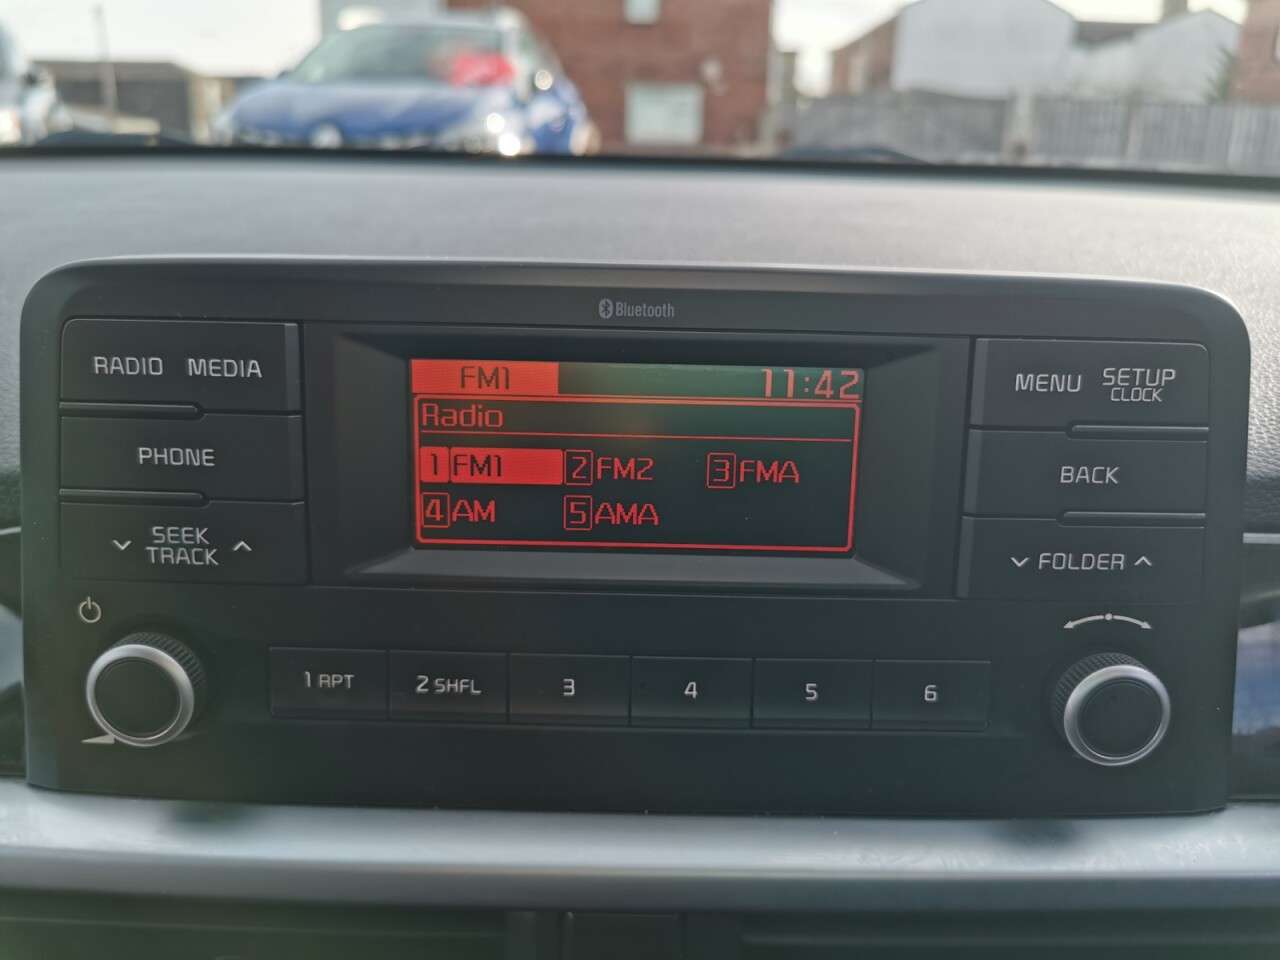 Bluetooth
RADIO MEDIA
PHONE
SEEK
TRACK
FM1 11:42
Radio
1 FM1 2 FM2 3 FMA
4 AM 5 AMA
MENU SETUP
CLOCK
BACK
FOLDER
1 RPT 2 SHFL 3 4 5 6